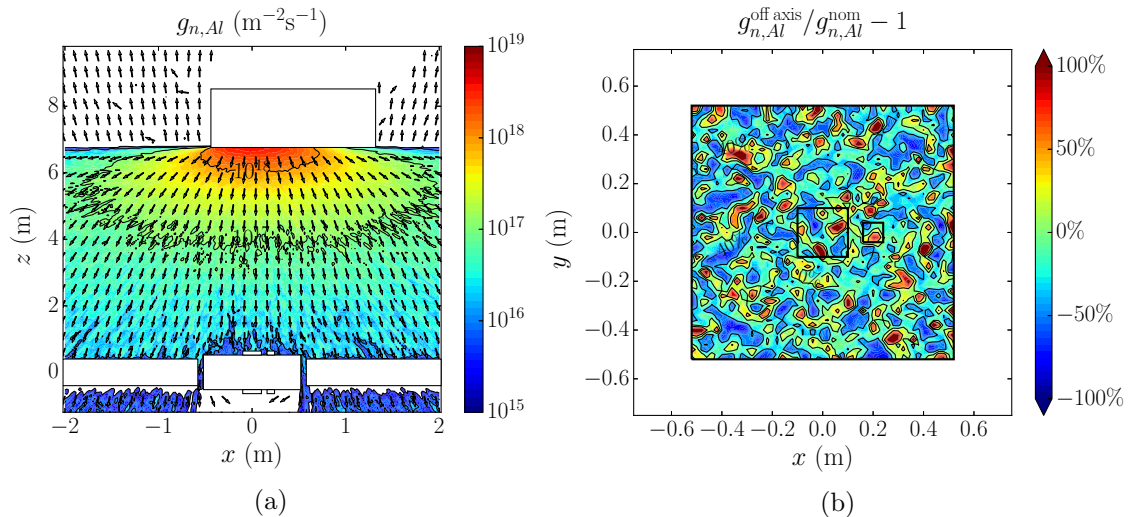 g_{n,Al} (m^{−2}s^{−1})
10^{19}
10^{18}
10^{17}
10^{16}
10^{15}
8
6
4
2
0
z (m)
−2 −1 0 1 2
x (m)
(a)
g_{n,Al}^{off axis}/g_{n,Al}^{nom} − 1
100%
50%
0%
−50%
−100%
0.6
0.4
0.2
0.0
−0.2
−0.4
−0.6
y (m)
−0.6 −0.4 −0.2 0.0 0.2 0.4 0.6
x (m)
(b)